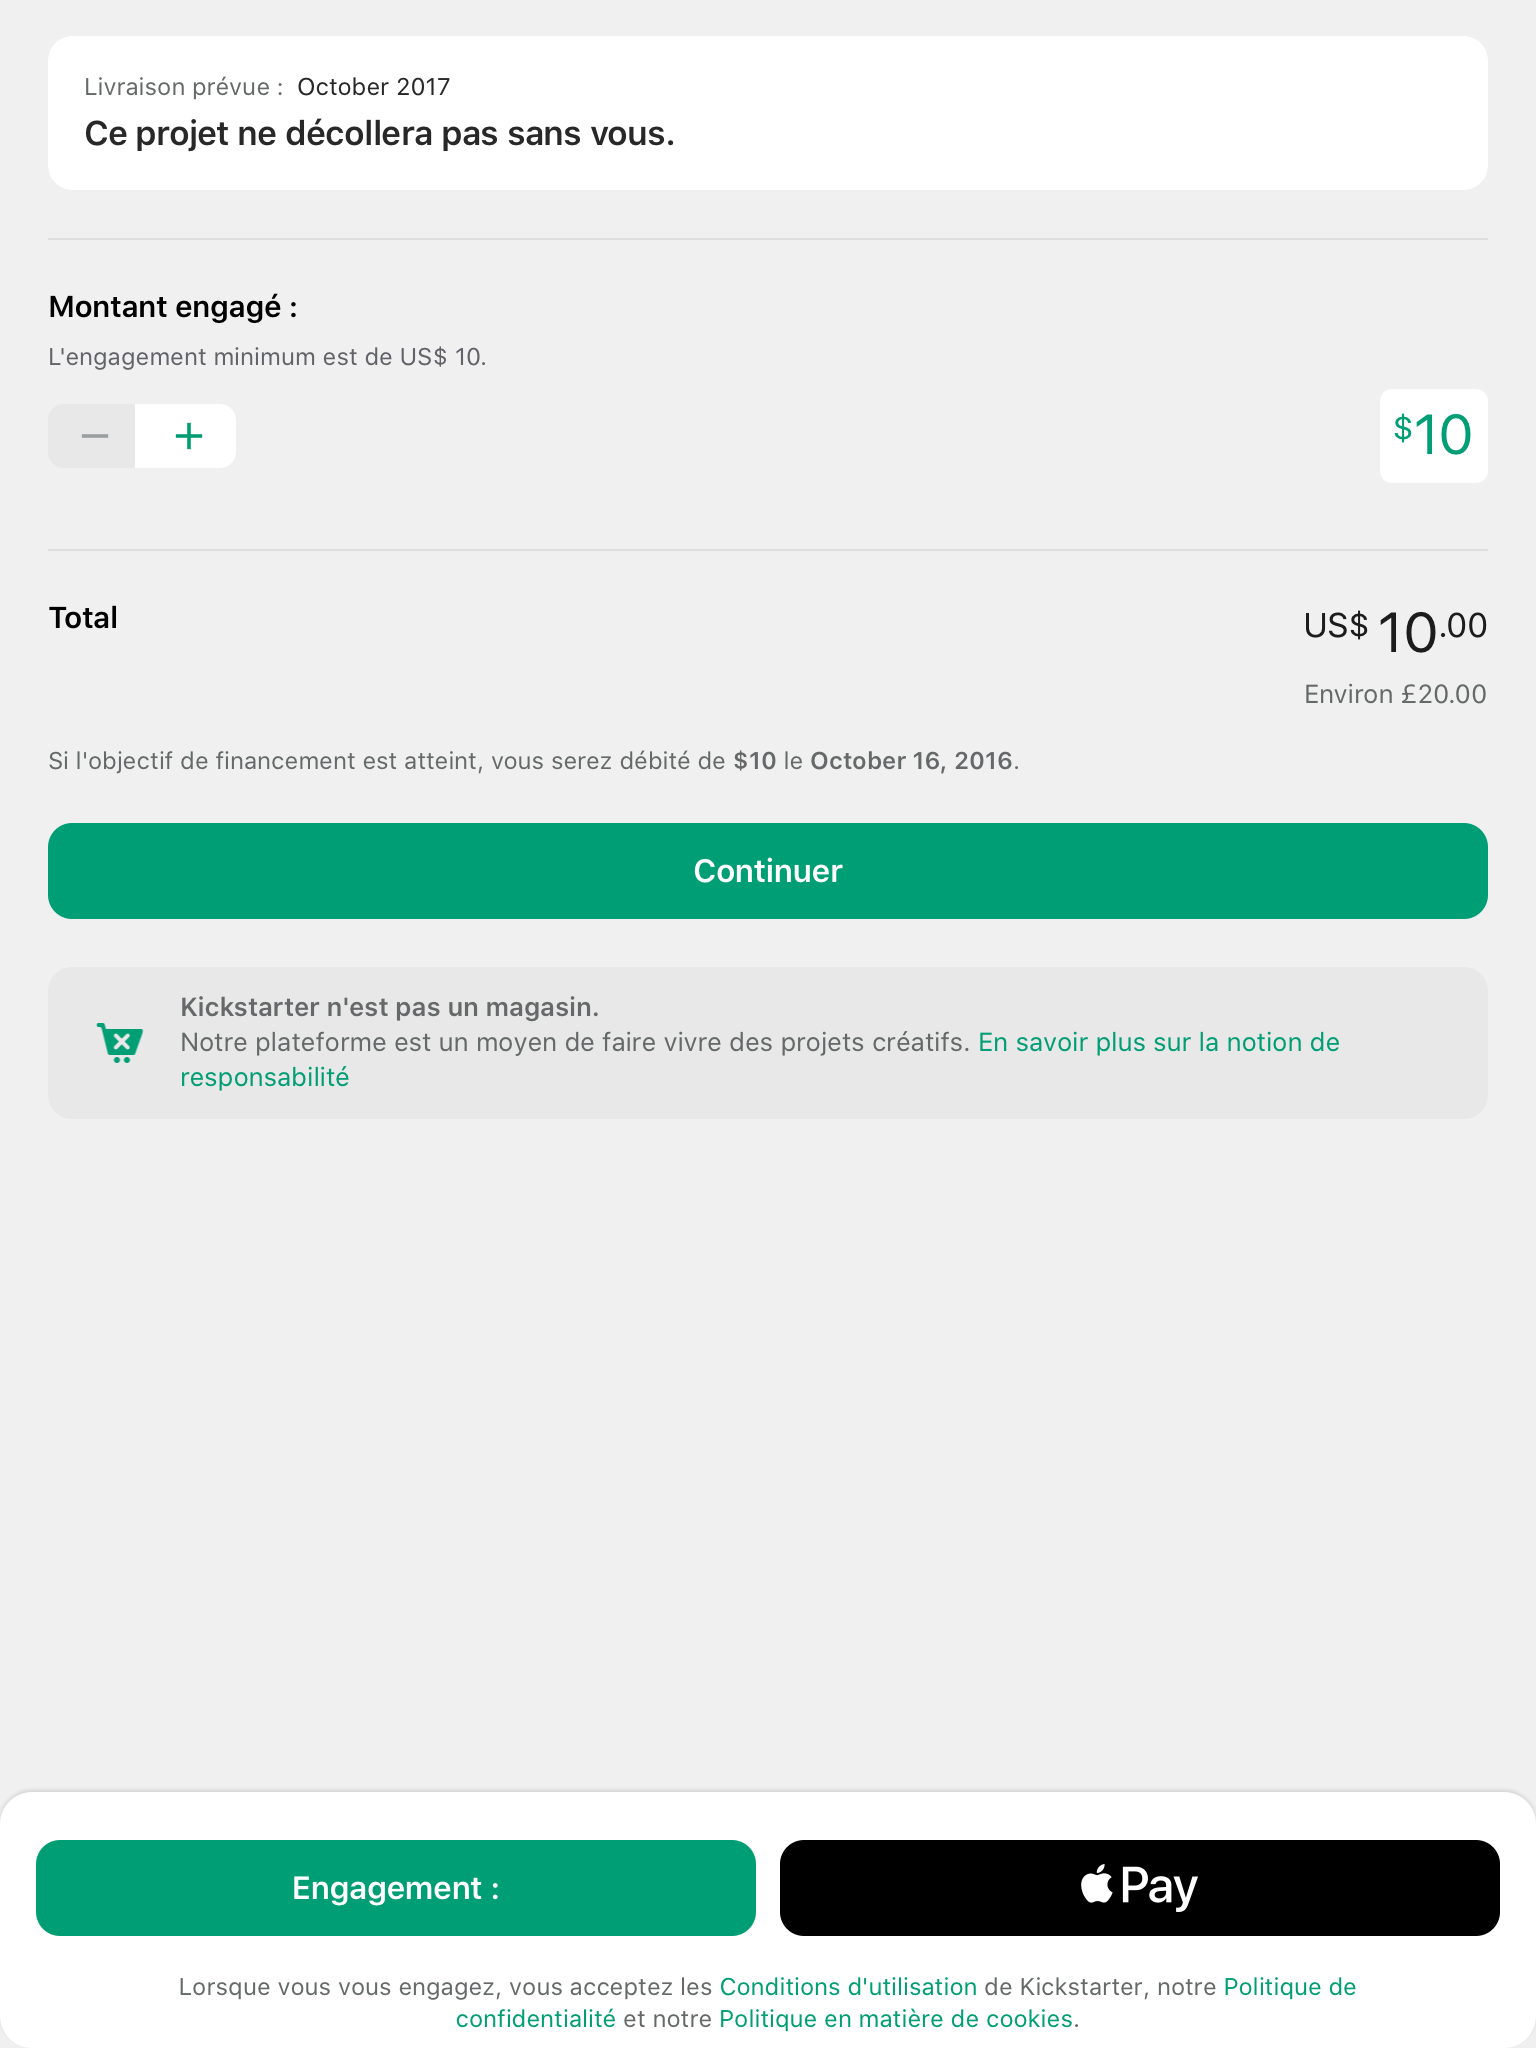 Livraison prévue : October 2017
Ce projet ne décollera pas sans vous.
Montant engagé :
L'engagement minimum est de US$ 10.
$10
Total
US$ 10.00
Environ £20.00
Si l'objectif de financement est atteint, vous serez débité de $10 le October 16, 2016.
Continuer
Kickstarter n'est pas un magasin.
Notre plateforme est un moyen de faire vivre des projets créatifs. En savoir plus sur la notion de
responsabilité
Engagement :
Pay
Lorsque vous vous engagez, vous acceptez les Conditions d'utilisation de Kickstarter, notre Politique de
confidentialité et notre Politique en matière de cookies.